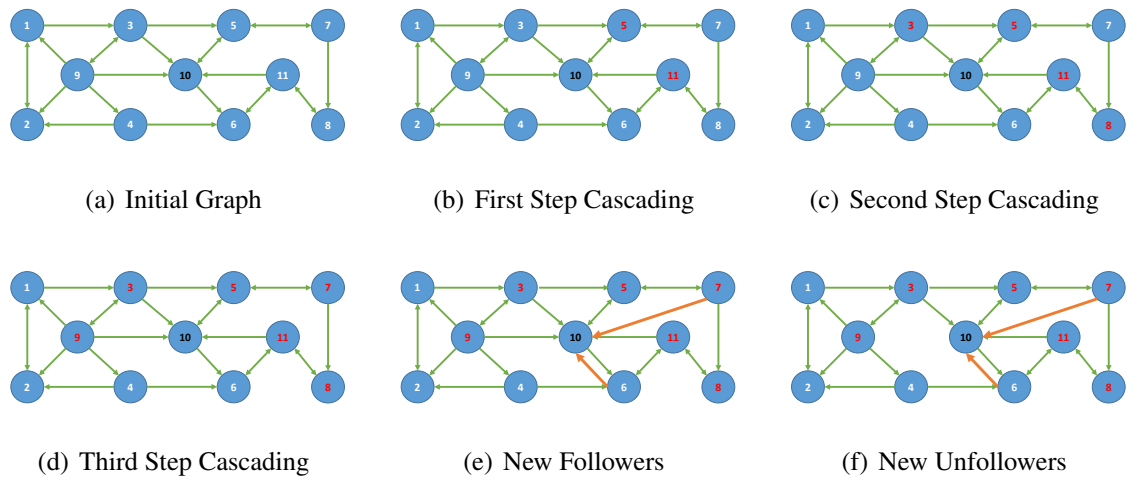 1 3 5 7
9 10 11
2 4 6 8
(a) Initial Graph
1 3 5 7
9 10 11
2 4 6 8
(b) First Step Cascading
1 3 5 7
9 10 11
2 4 6 8
(c) Second Step Cascading
1 3 5 7
9 10 11
2 4 6 8
(d) Third Step Cascading
1 3 5 7
9 10 11
2 4 6 8
(e) New Followers
1 3 5 7
9 10 11
2 4 6 8
(f) New Unfollowers